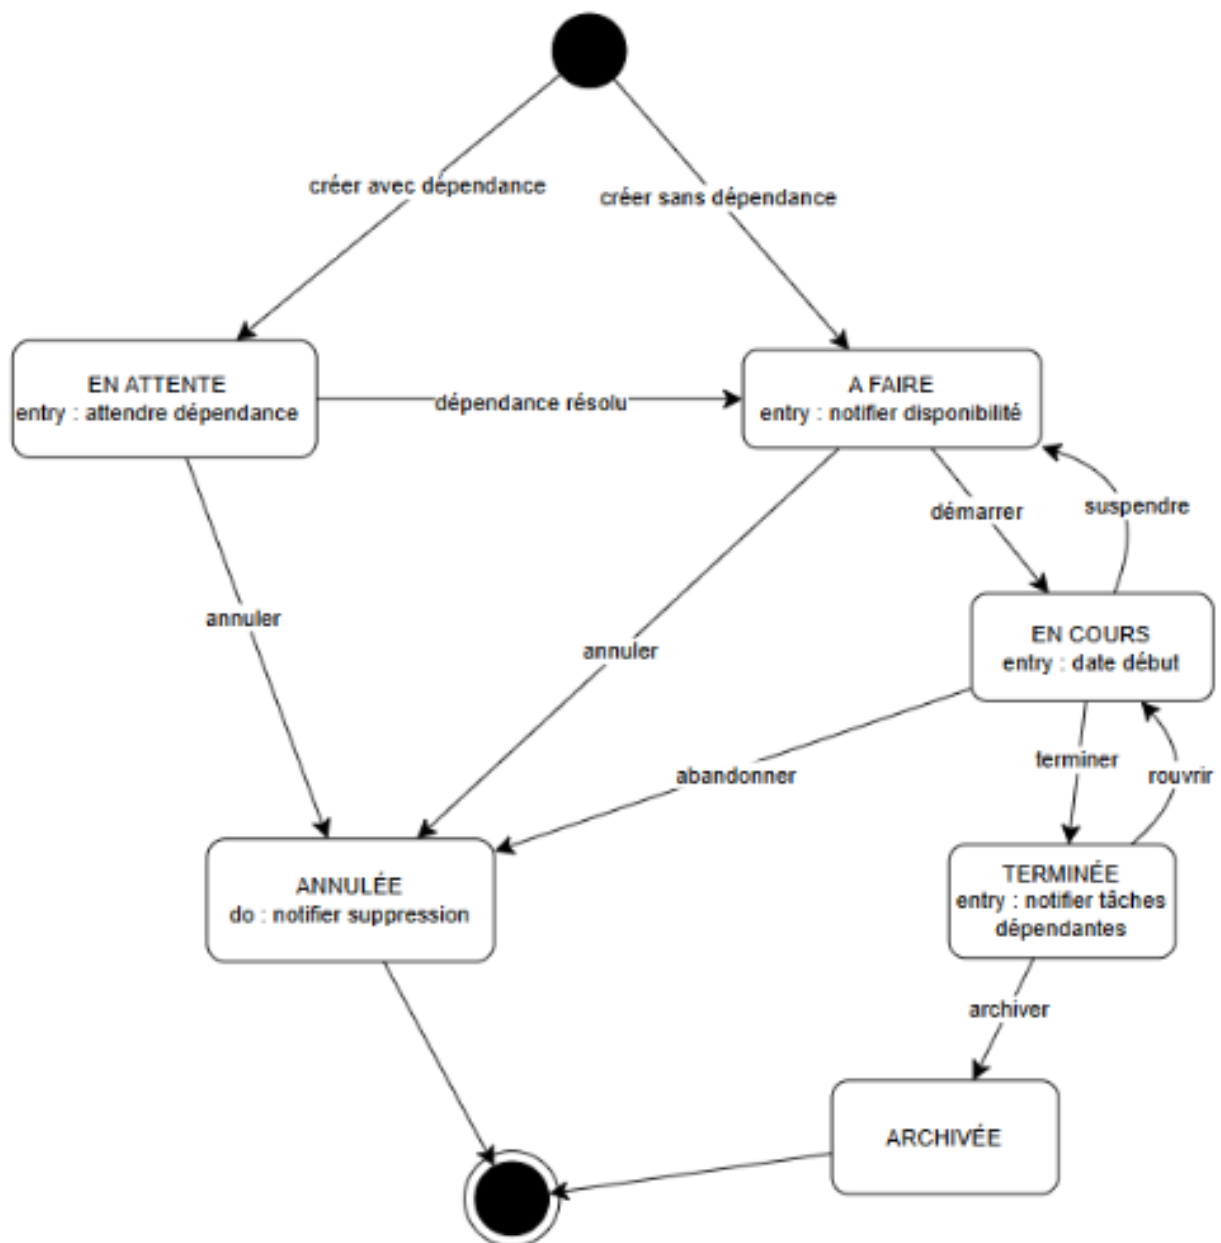 créer avec dépendance
créer sans dépendance
EN ATTENTE
entry : attendre dépendance
dépendance résolu
A FAIRE
entry : notifier disponibilité
démarrer
suspendre
annuler
annuler
EN COURS
entry : date début
abandonner
terminer
rouvrir
ANNULÉE
do : notifier suppression
TERMINÉE
entry : notifier tâches
dépendantes
archiver
ARCHIVÉE